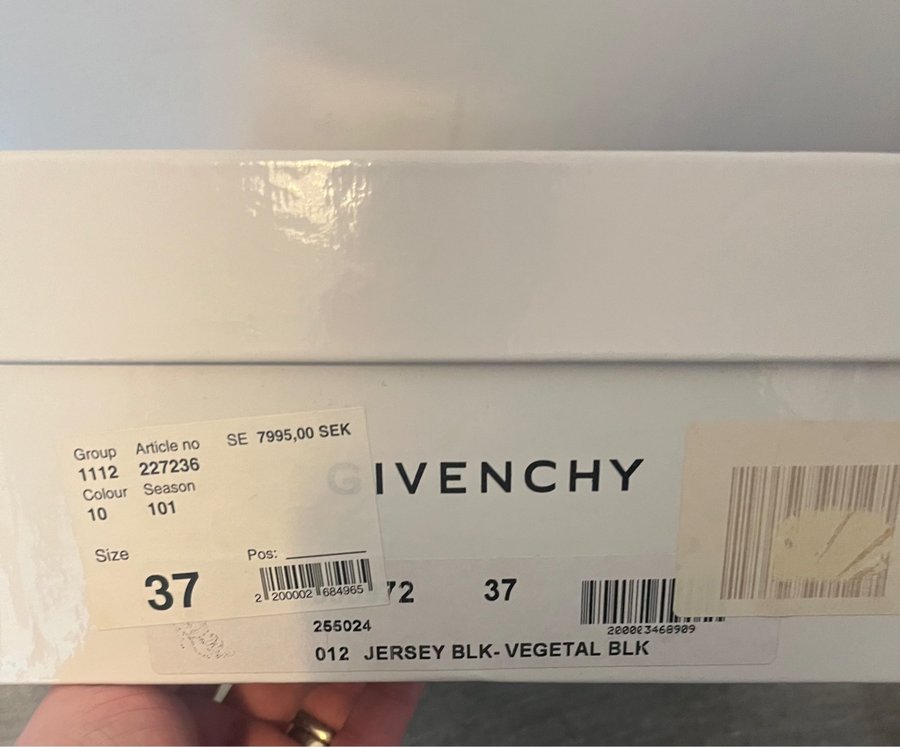 Group Article no SE 7995,00 SEK
1112 227236
Colour Season
10 101
Size Pos:
37
2 200002 684965
GIVENCHY
72 37
255024
200003468909
012 JERSEY BLK- VEGETAL BLK